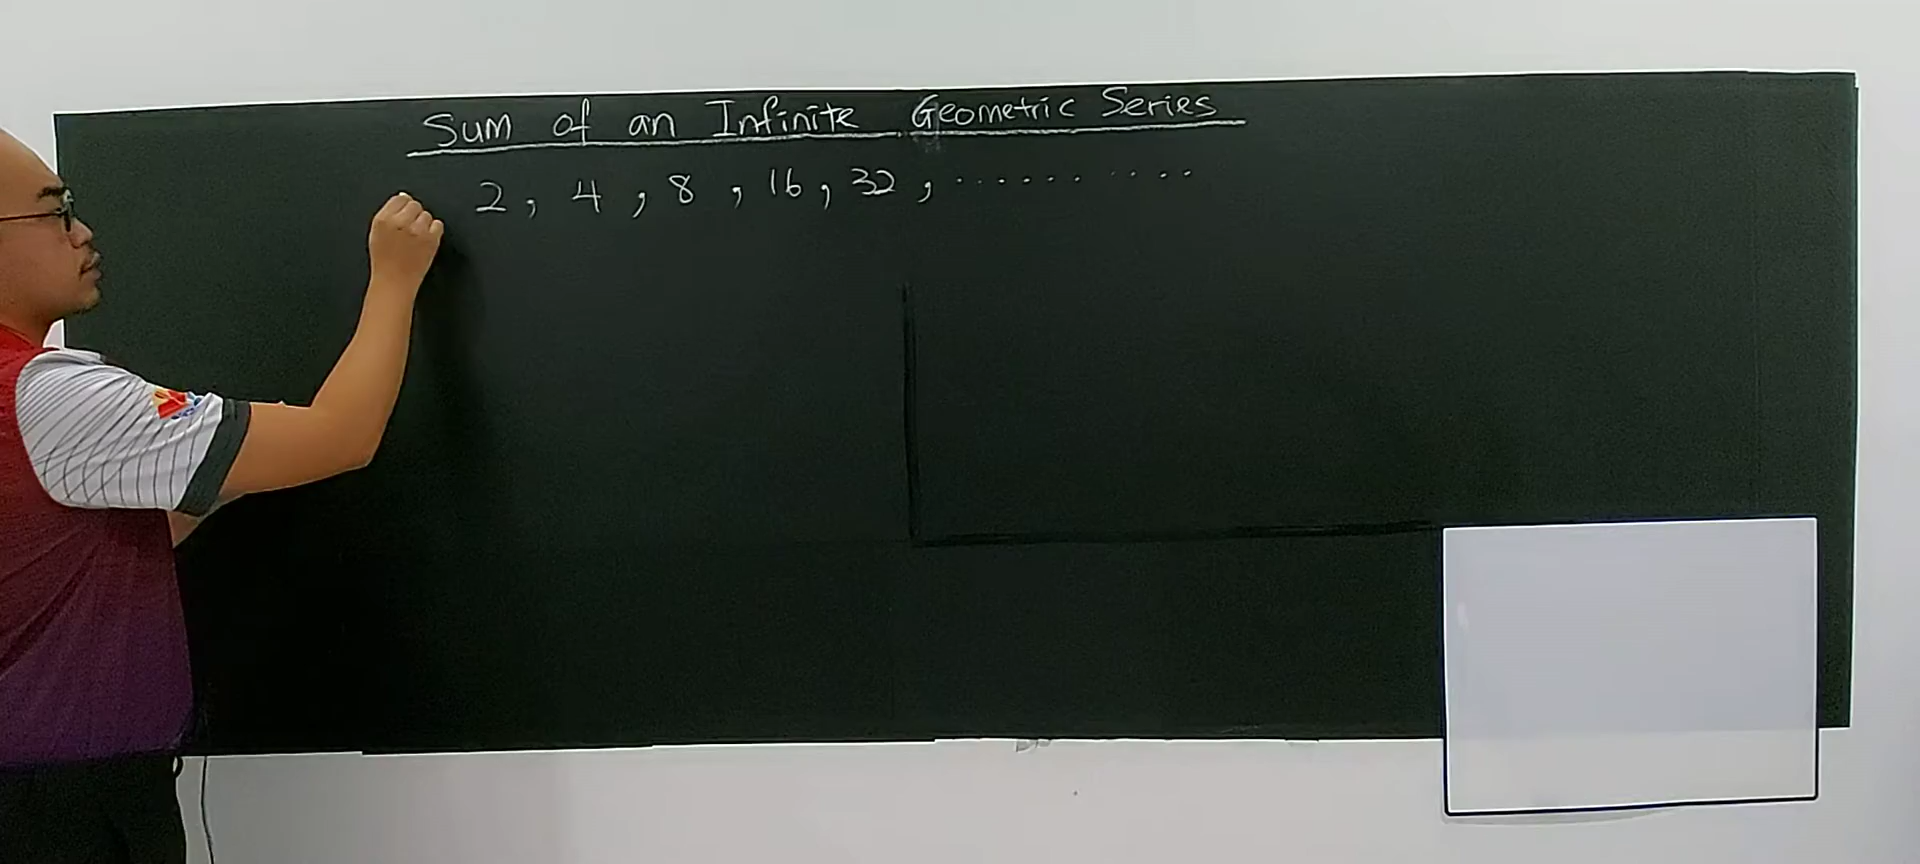 Sum of an Infinite Geometric Series
2, 4, 8, 16, 32, ............